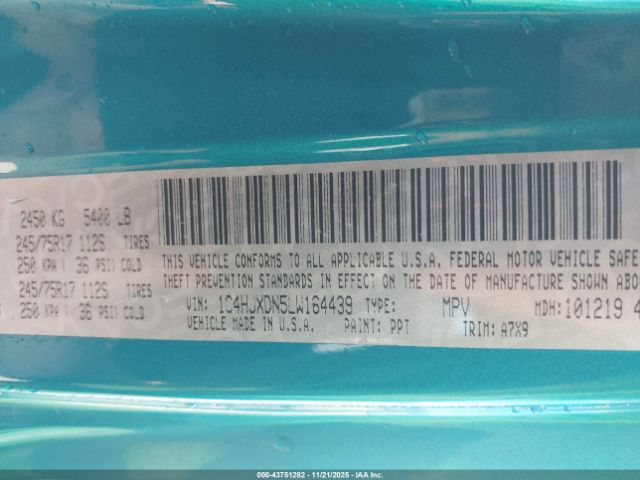 2450 KG 5400 LB
245/75R17 112S TIRES
250 KPA ( 36 PSI) COLD
245/75R17 112S TIRES
250 KPA ( 36 PSI) COLD
THIS VEHICLE CONFORMS TO ALL APPLICABLE U.S.A. FEDERAL MOTOR VEHICLE SAFE
THEFT PREVENTION STANDARDS IN EFFECT ON THE DATE OF MANUFACTURE SHOWN ABO
VIN: 1C4HJXDN5LW164439 TYPE: MPV MDH:101219 4
VEHICLE MADE IN U.S.A. PAINT: PPT TRIM: A7X9
000-43751282 - 11/21/2025 - IAAI.COM